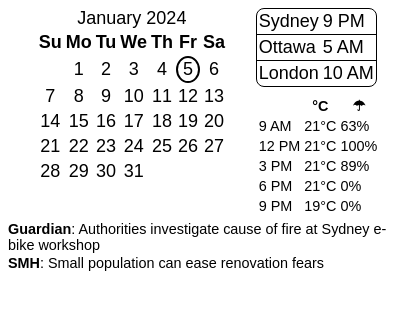 January 2024
Su Mo Tu We Th Fr Sa
1 2 3 4 5 6
7 8 9 10 11 12 13
14 15 16 17 18 19 20
21 22 23 24 25 26 27
28 29 30 31
Sydney 9 PM
Ottawa 5 AM
London 10 AM
°C ☂
9 AM 21°C 63%
12 PM 21°C 100%
3 PM 21°C 89%
6 PM 21°C 0%
9 PM 19°C 0%
Guardian: Authorities investigate cause of fire at Sydney e-
bike workshop
SMH: Small population can ease renovation fears